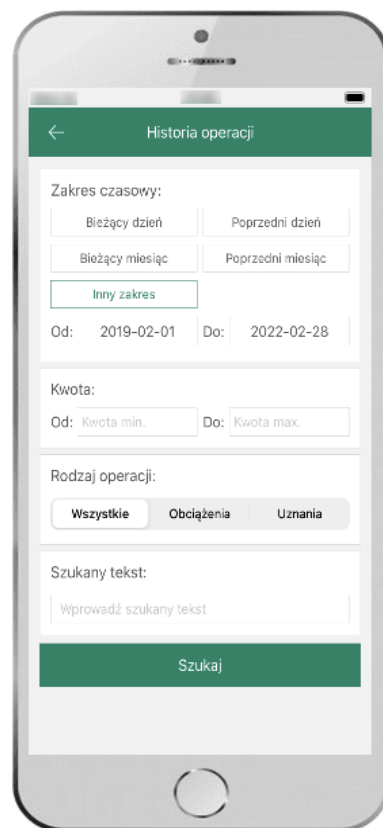 Historia operacji
Zakres czasowy:
Bieżący dzień Poprzedni dzień
Bieżący miesiąc Poprzedni miesiąc
Inny zakres
Od: 2019-02-01 Do: 2022-02-28
Kwota:
Od: Kwota min. Do: Kwota max.
Rodzaj operacji:
Wszystkie Obciążenia Uznania
Szukany tekst:
Wprowadź szukany tekst
Szukaj